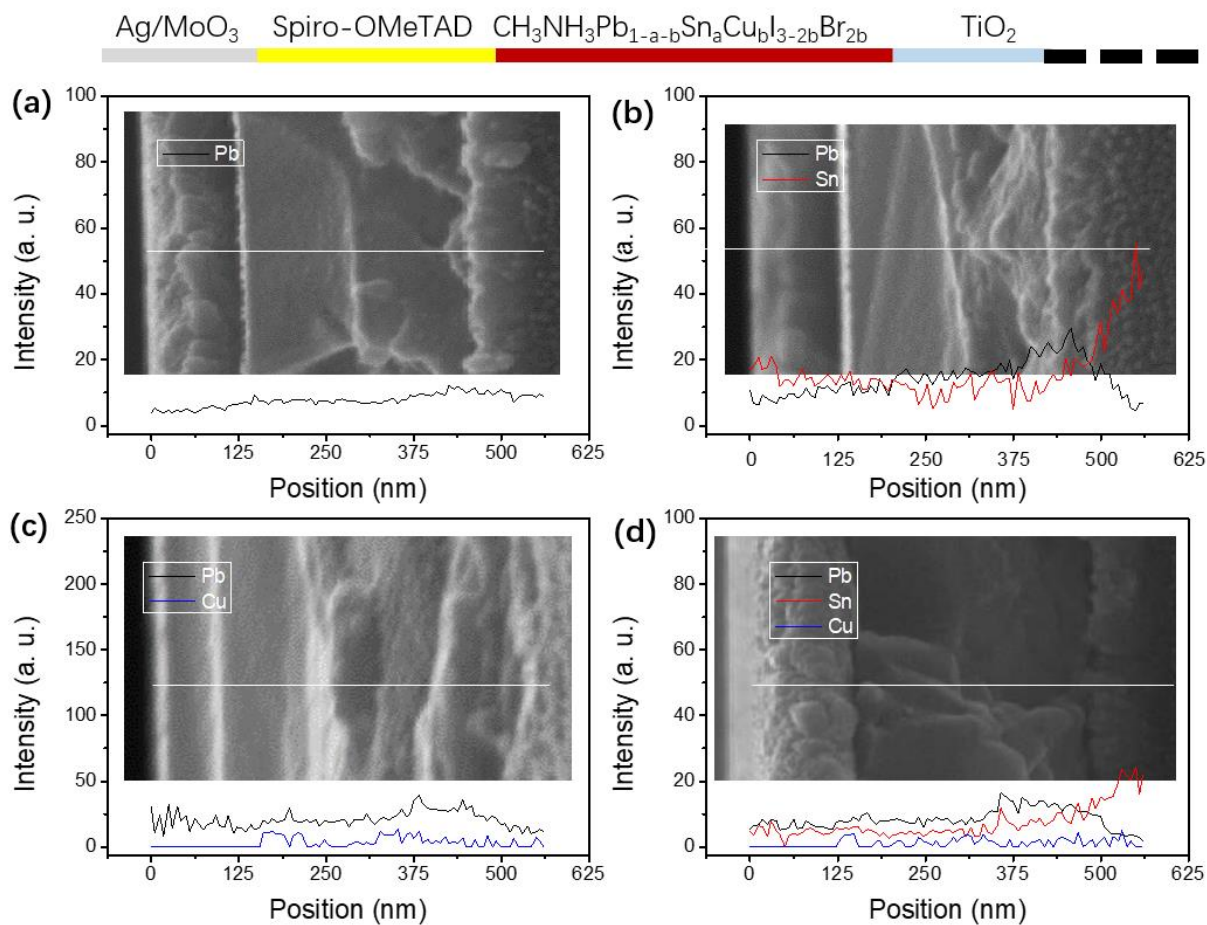 Ag/MoO₃ Spiro-OMeTAD CH₃NH₃Pb₁₋ₐ₋bSnₐCubI₃₋₂bBr₂b TiO₂
(a)
100
80
60
40
20
0
Intensity (a. u.)
Pb
0 125 250 375 500 625
Position (nm)
(b)
100
80
60
40
20
0
Intensity (a. u.)
Pb
Sn
0 125 250 375 500 625
Position (nm)
(c)
250
200
150
100
50
0
Intensity (a. u.)
Pb
Cu
0 125 250 375 500 625
Position (nm)
(d)
100
80
60
40
20
0
Intensity (a. u.)
Pb
Sn
Cu
0 125 250 375 500 625
Position (nm)